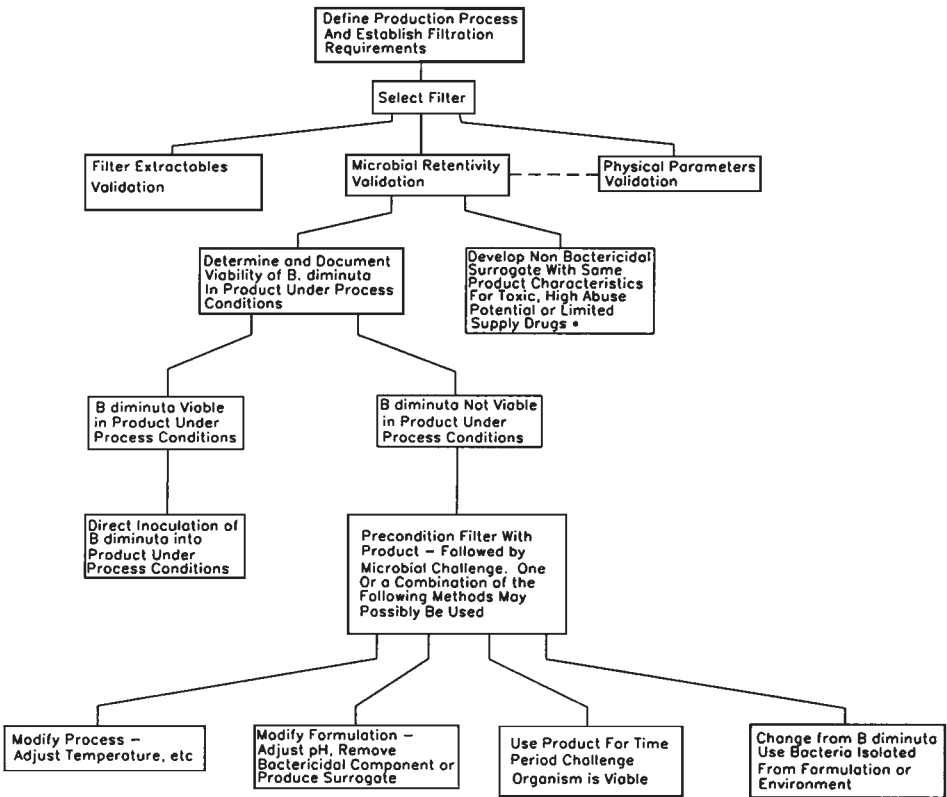 Define Production Process
And Establish Filtration
Requirements
Select Filter
Filter Extractables
Validation
Microbial Retentivity
Validation
Physical Parameters
Validation
Determine and Document
Viability of B. diminuta
In Product Under Process
Conditions
Develop Non Bactericidal
Surrogate With Same
Product Characteristics
For Toxic, High Abuse
Potential or Limited
Supply Drugs •
B diminuta Viable
in Product Under
Process Conditions
B diminuta Not Viable
in Product Under
Process Conditions
Direct Inoculation of
B diminuta into
Product Under
Process Conditions
Precondition Filter With
Product – Followed by
Microbial Challenge. One
Or a Combination of the
Following Methods May
Possibly Be Used
Modify Process –
Adjust Temperature, etc
Modify Formulation –
Adjust pH, Remove
Bactericidal Component or
Produce Surrogate
Use Product For Time
Period Challenge
Organism is Viable
Change from B diminuta
Use Bacteria Isolated
From Formulation or
Environment